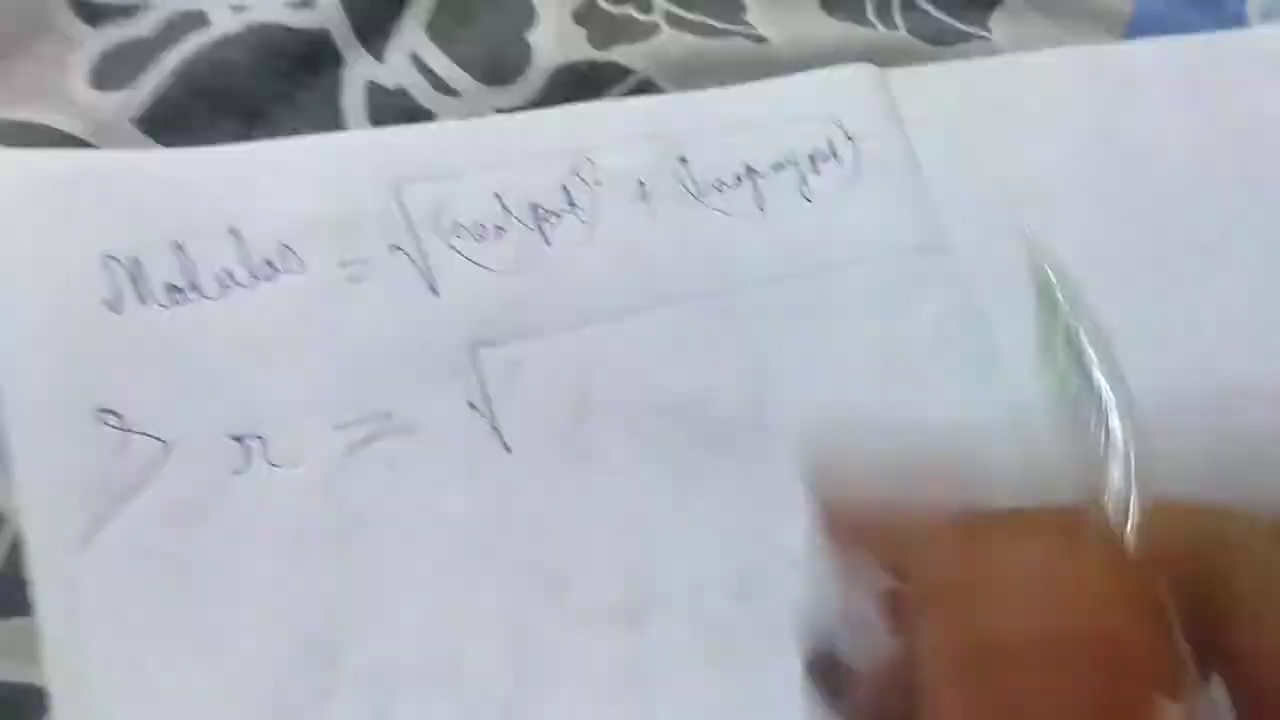 Modulus = √(real part)² + (imaginary part)²
⇒ r = √